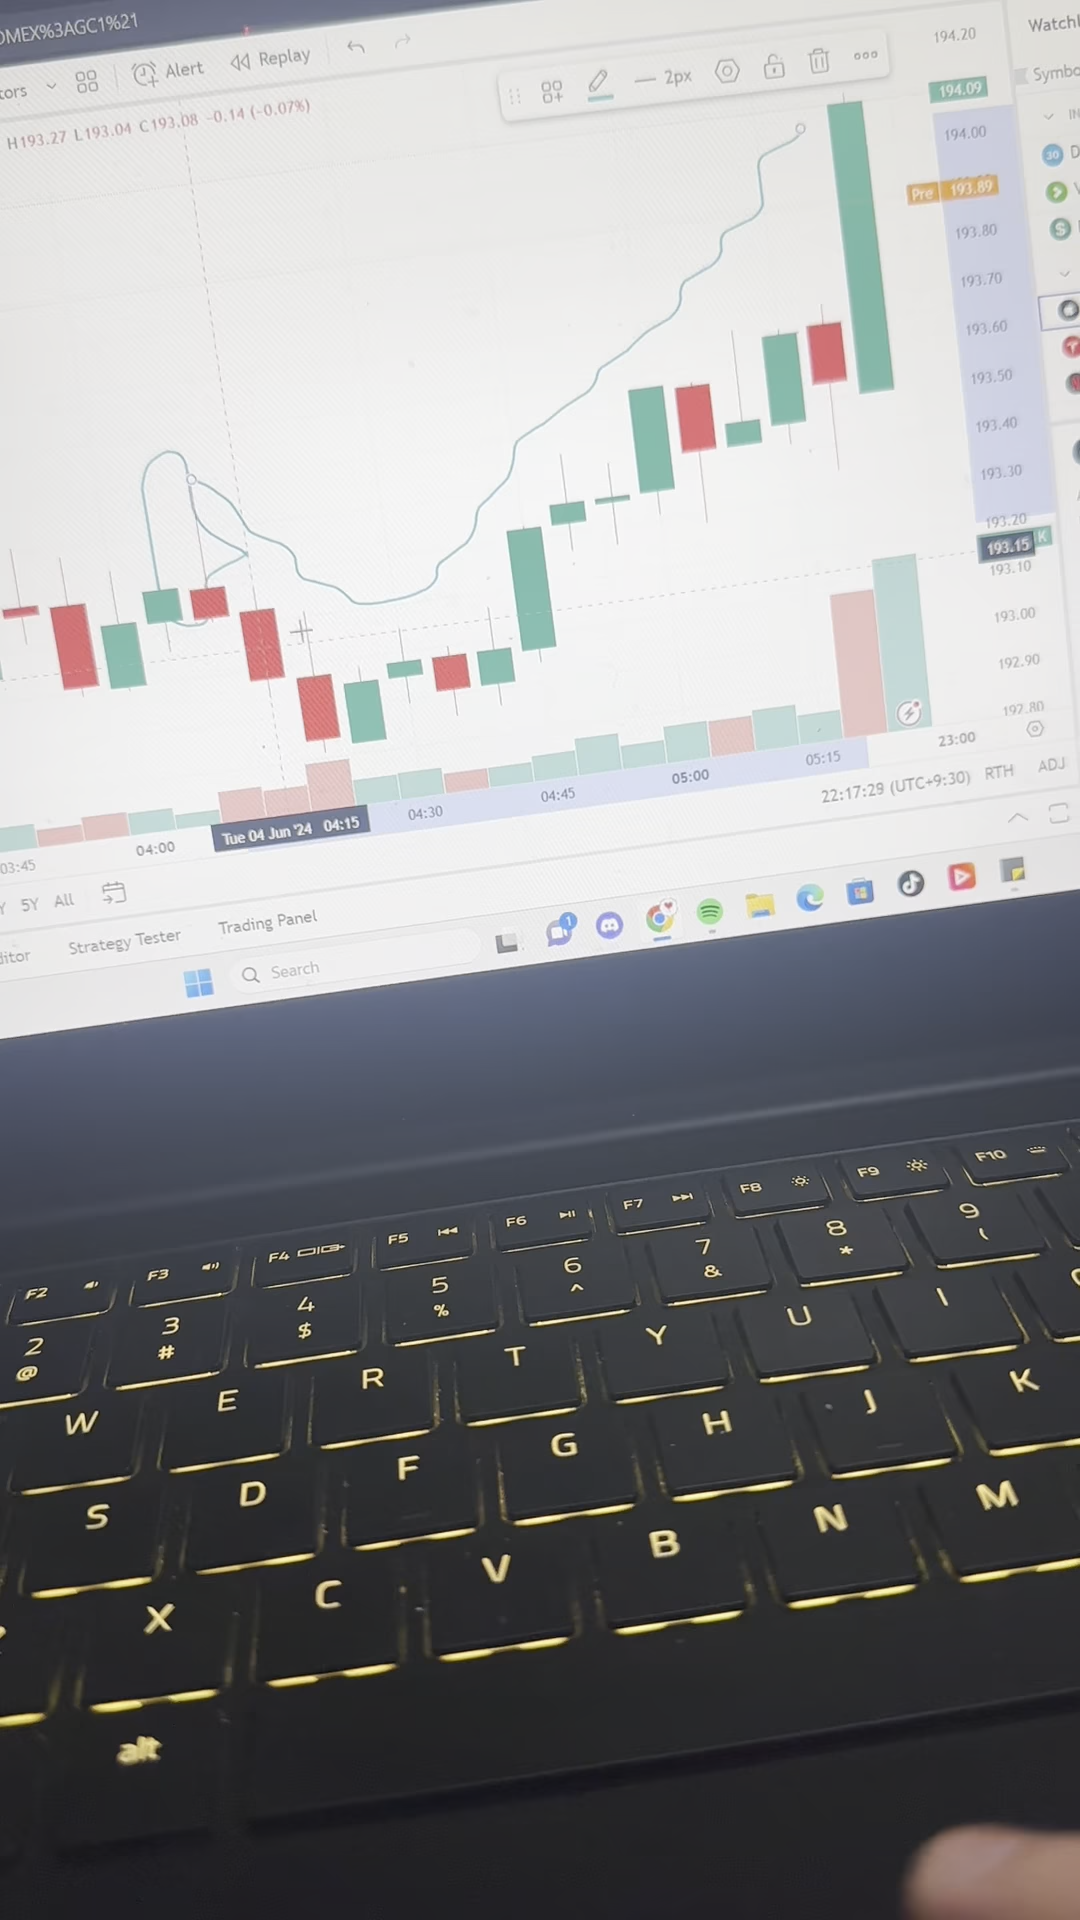 OMEX%3AGC1%21
ors Alert Replay
2px
H193.27 L193.04 C193.08 -0.14 (-0.07%)
Watchl
Symbo
194.20
194.09
194.00
Pre 193.89
193.80
193.70
193.60
193.50
193.40
193.30
193.20
193.15 K
193.10
193.00
192.90
192.80
30
03:45 04:00 Tue 04 Jun '24 04:15 04:30 04:45 05:00 05:15 23:00
Y 5Y All
22:17:29 (UTC+9:30) RTH ADJ
ditor Strategy Tester Trading Panel
Search
1
F2 F3 F4 F5 F6 F7 F8 F9 F10
2 3 4 5 6 7 8 9
@ # $ % ^ & * (
W E R T Y U I
S D F G H J K
X C V B N M
alt